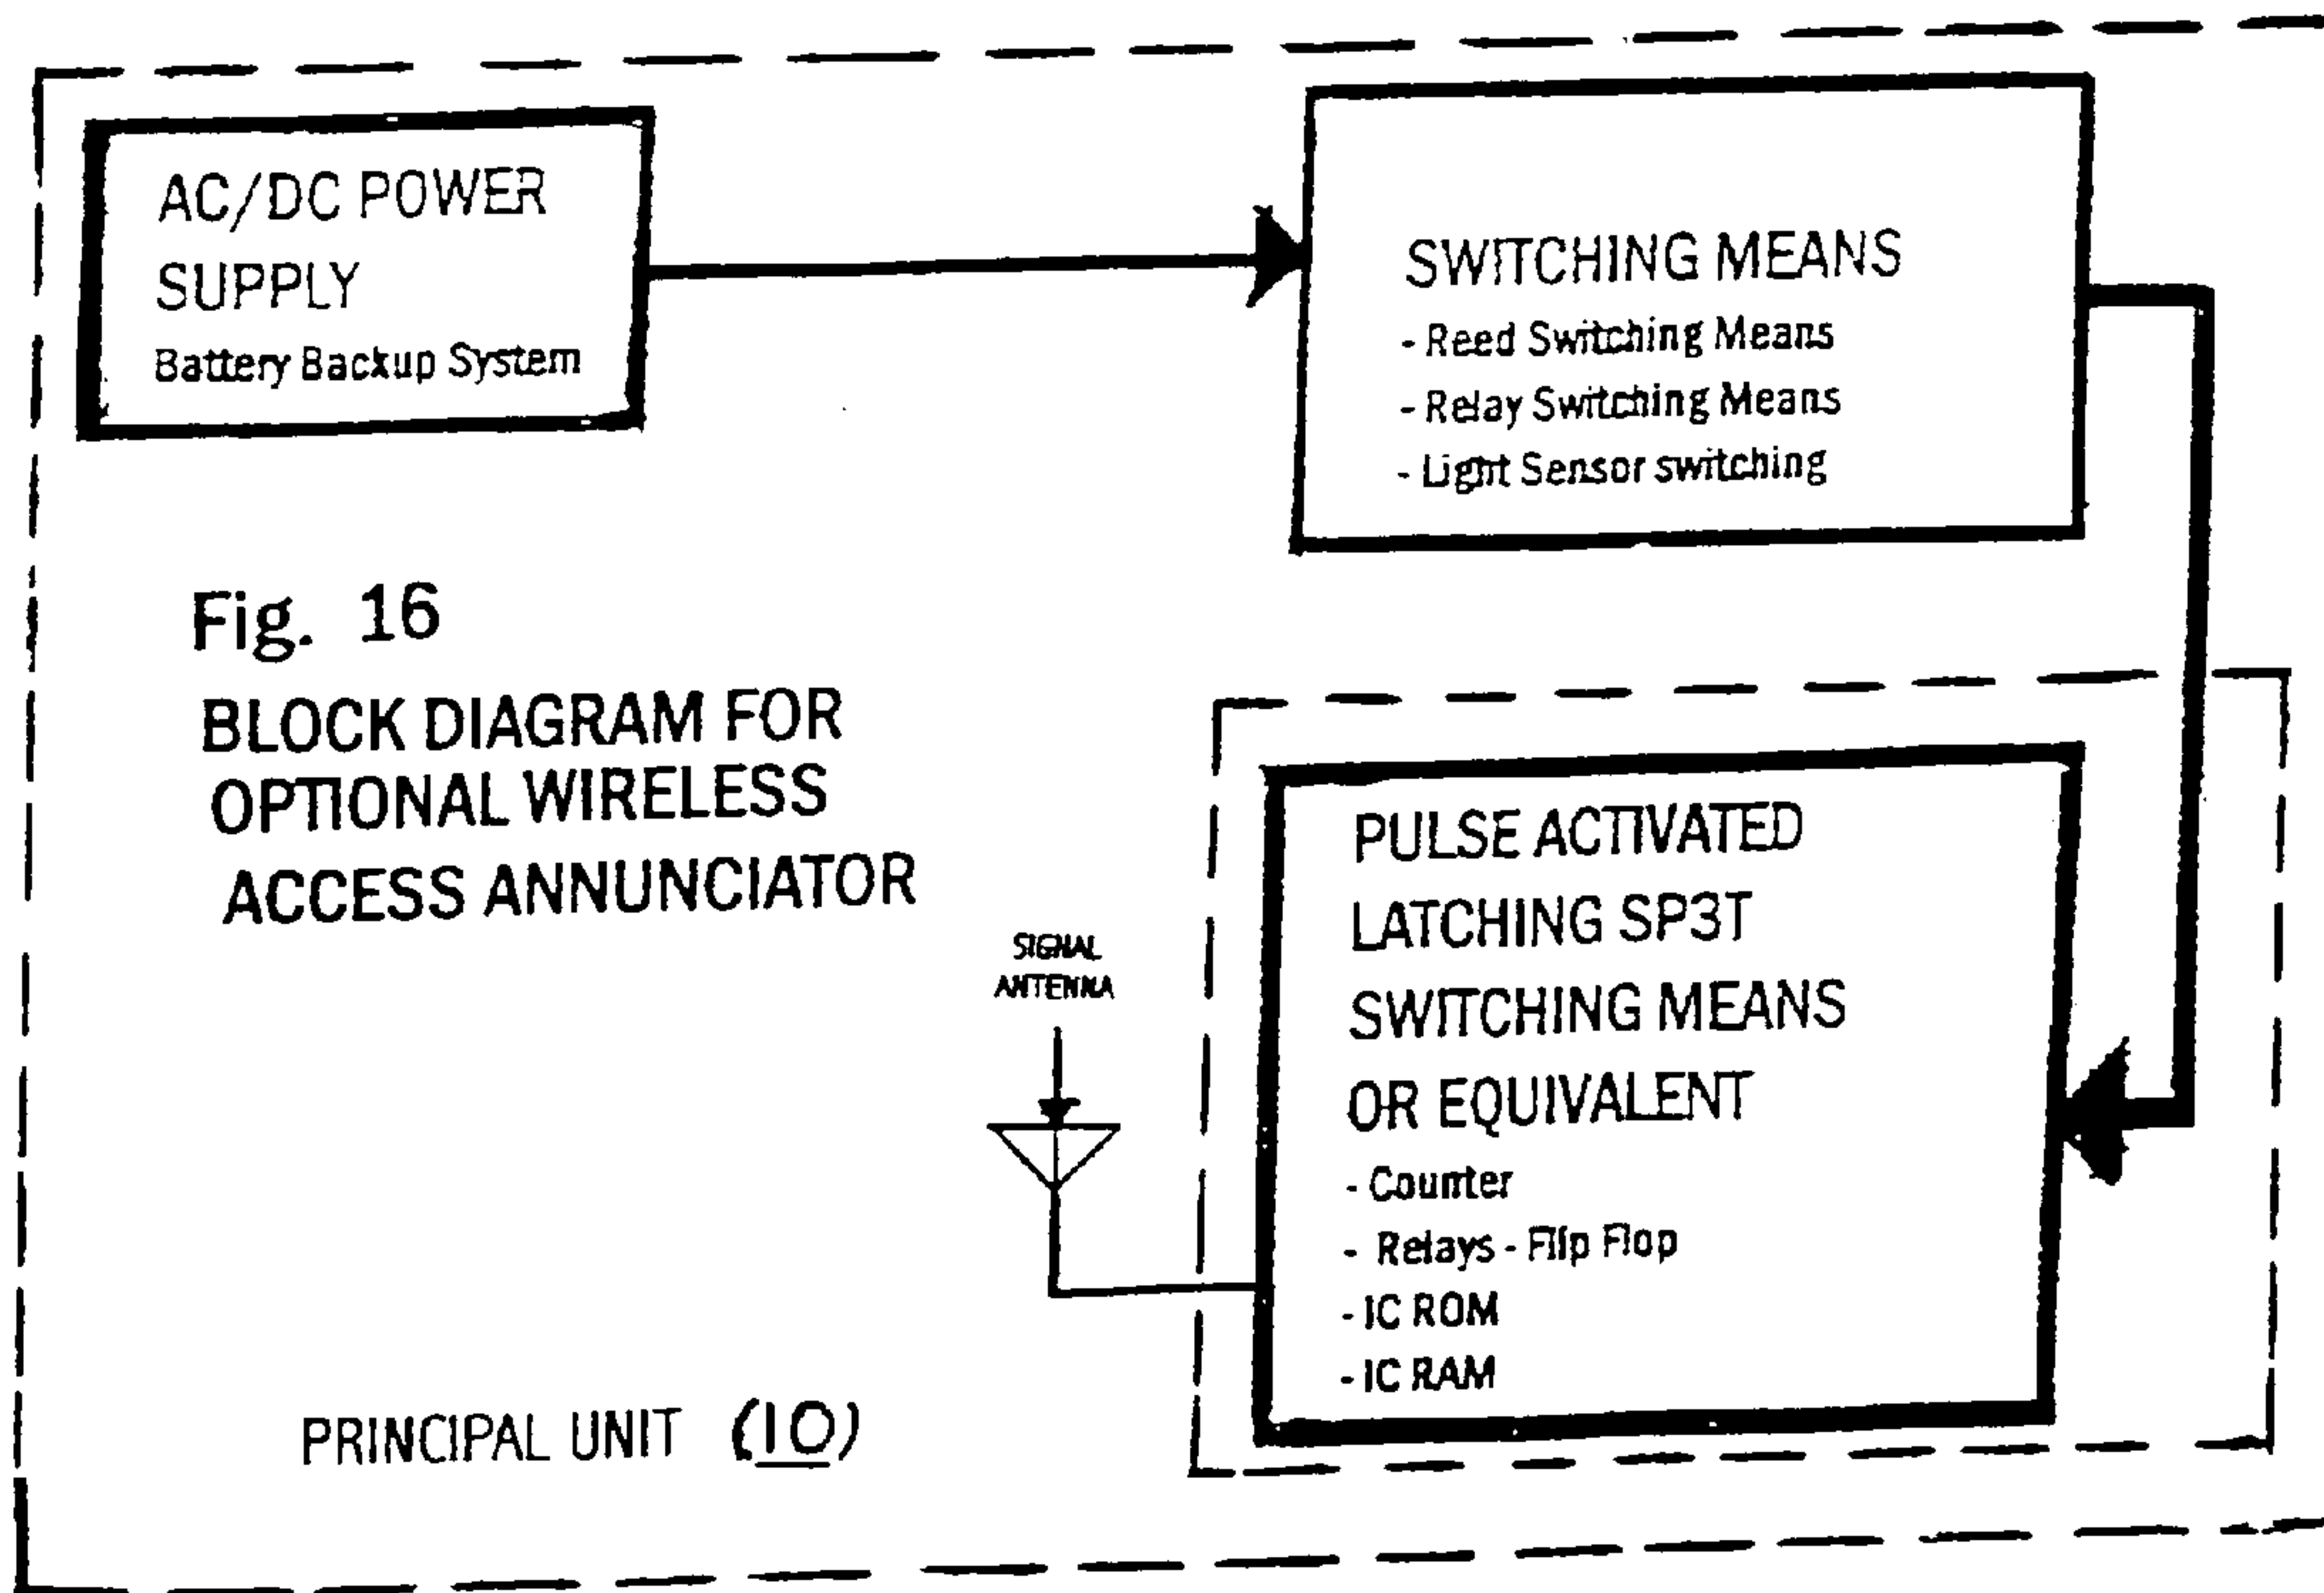 AC/DC POWER
SUPPLY
Battery Backup System
SWITCHING MEANS
- Reed Switching Means
- Relay Switching Means
- Light Sensor switching
Fig. 16
BLOCK DIAGRAM FOR
OPTIONAL WIRELESS
ACCESS ANNUNCIATOR
SIGNAL
ANTENNA
PULSE ACTIVATED
LATCHING SP3T
SWITCHING MEANS
OR EQUIVALENT
- Counter
- Relays - Flip Flop
- IC ROM
- IC RAM
PRINCIPAL UNIT (10)